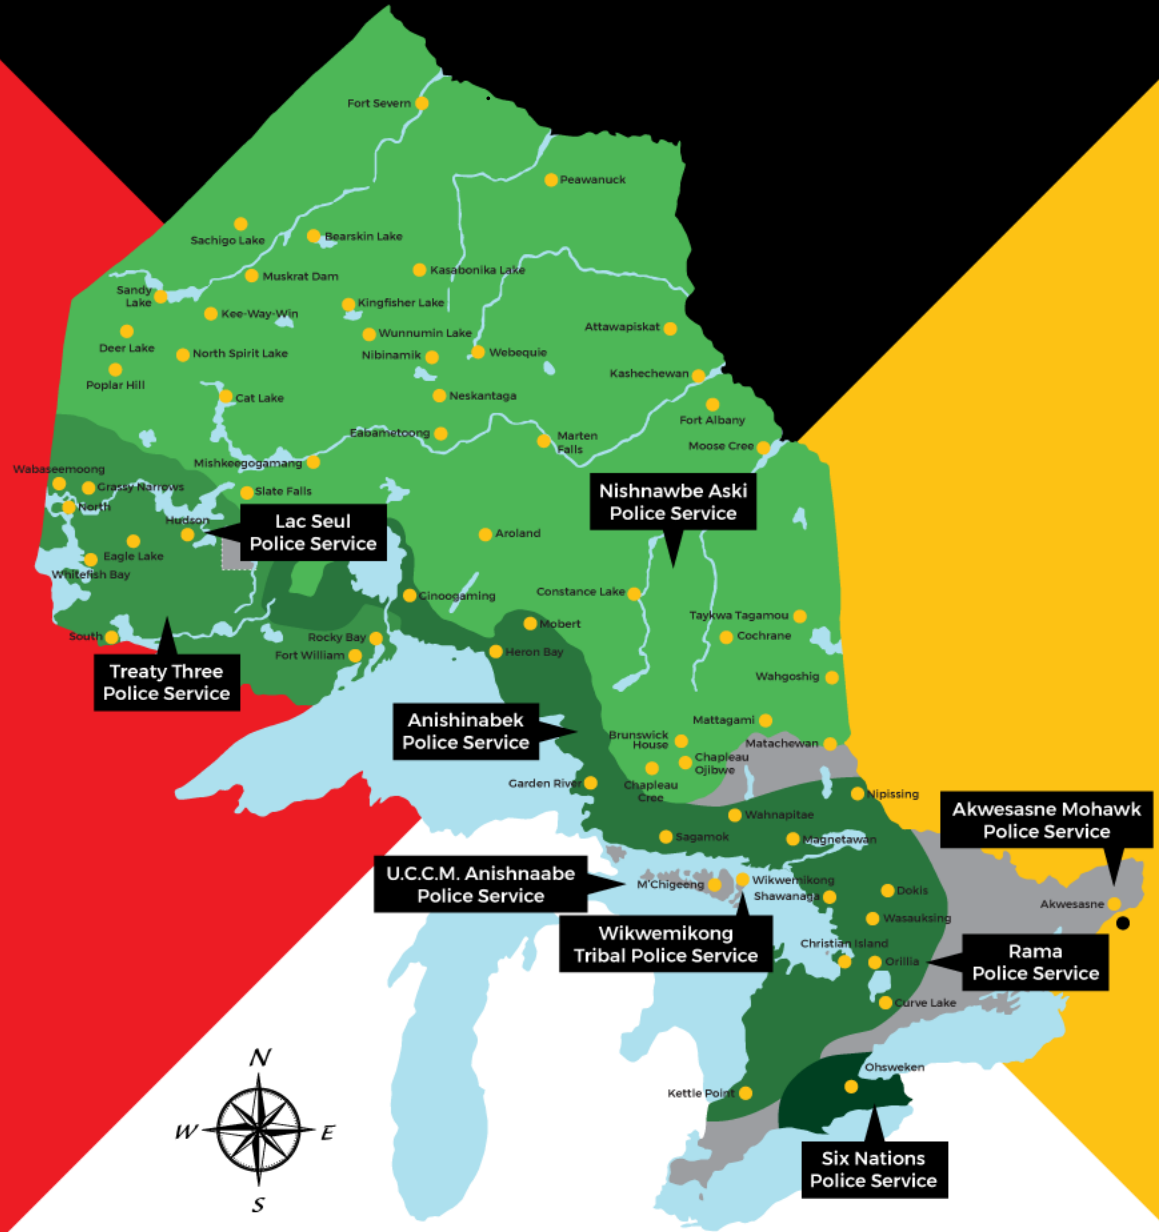 Fort Severn
Peawanuck
Sachigo Lake
Bearskin Lake
Muskrat Dam
Kasabonika Lake
Sandy
Lake
Kee-Way-Win
Kingfisher Lake
Deer Lake
North Spirit Lake
Wunnumin Lake
Nibinamik
Webequie
Attawapiskat
Poplar Hill
Kashechewan
Cat Lake
Neskantaga
Fort Albany
Eabametoong
Marten
Falls
Moose Cree
Mishkeegogamang
Wabaseemoong
Grassy Narrows
Slate Falls
North
Hudson
Lac Seul
Police Service
Nishnawbe Aski
Police Service
Aroland
Eagle Lake
Whitefish Bay
Ginoogaming
Constance Lake
Taykwa Tagamou
Cochrane
Mobert
South
Rocky Bay
Fort William
Heron Bay
Treaty Three
Police Service
Wahgoshig
Anishinabek
Police Service
Mattagami
Brunswick
House
Matachewan
Chapleau
Ojibwe
Chapleau
Cree
Garden River
Nipissing
Wahnapitae
Sagamok
Magnetawan
Akwesasne Mohawk
Police Service
U.C.C.M. Anishnaabe
Police Service
M'Chigeeng
Wikwemikong
Shawanaga
Dokis
Akwesasne
Wasauksing
Wikwemikong
Tribal Police Service
Christian Island
Orillia
Rama
Police Service
Curve Lake
Ohsweken
Kettle Point
Six Nations
Police Service
N
W
E
S